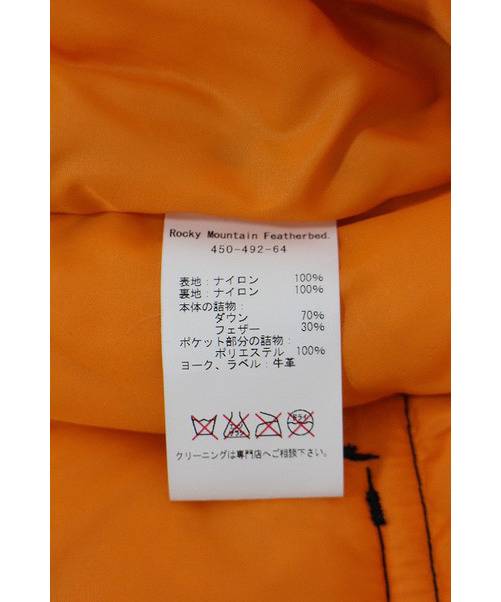 Rocky Mountain Featherbed.
450-492-64
表地:ナイロン 100%
裏地:ナイロン 100%
本体の詰物:
ダウン 70%
フェザー 30%
ポケット部分の詰物:
ポリエステル 100%
ヨーク、ラベル:牛革
クリーニングは専門店へご相談下さい。